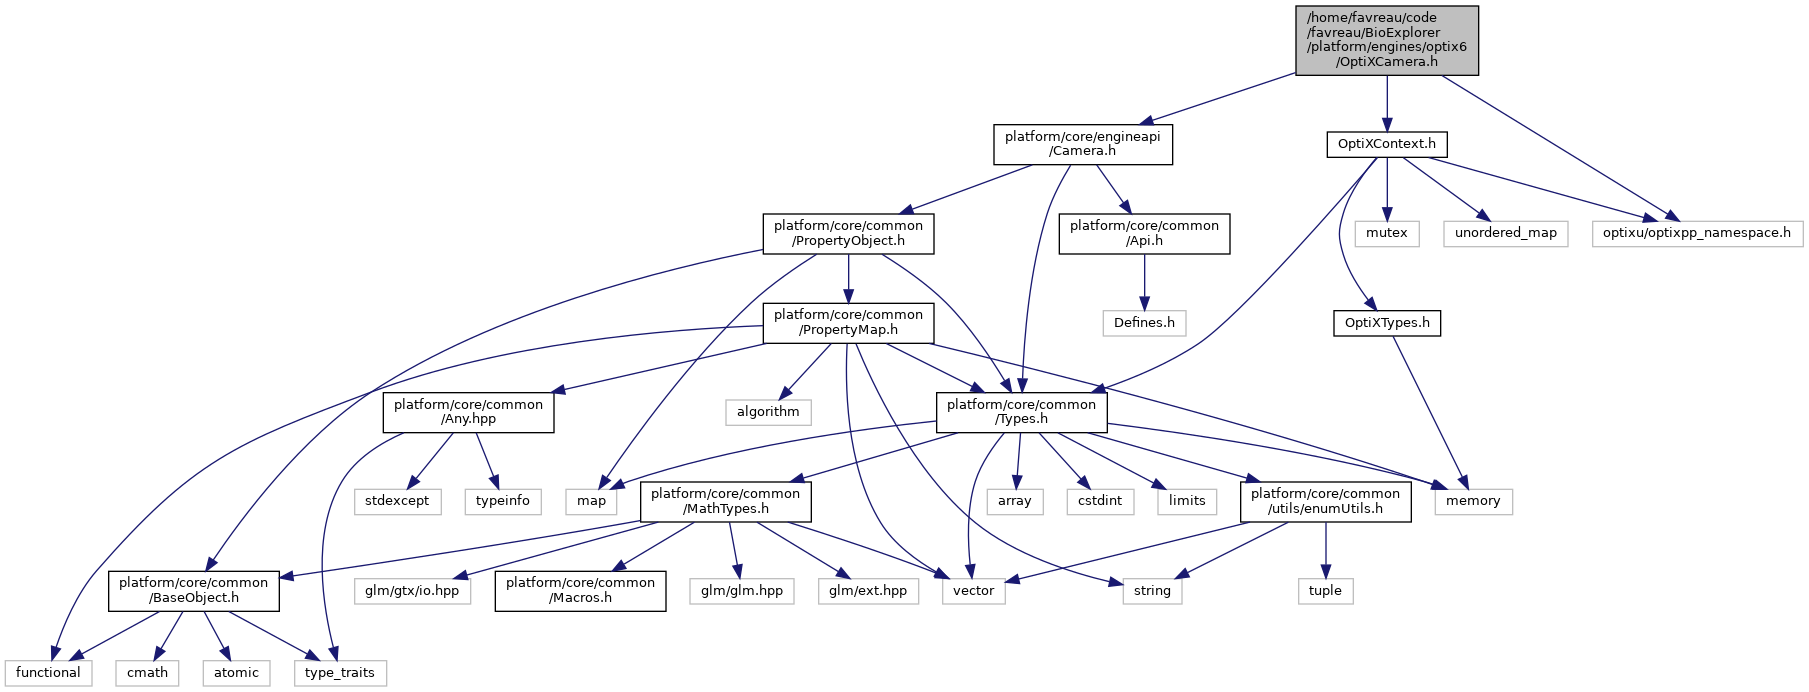 /home/favreau/code
/favreau/BioExplorer
/platform/engines/optix6
/OptiXCamera.h
platform/core/engineapi
/Camera.h
OptiXContext.h
platform/core/common
/PropertyObject.h
platform/core/common
/Api.h
mutex
unordered_map
optixu/optixpp_namespace.h
platform/core/common
/PropertyMap.h
Defines.h
OptiXTypes.h
platform/core/common
/Any.hpp
algorithm
platform/core/common
/Types.h
stdexcept
typeinfo
map
platform/core/common
/MathTypes.h
array
cstdint
limits
platform/core/common
/utils/enumUtils.h
memory
platform/core/common
/BaseObject.h
glm/gtx/io.hpp
platform/core/common
/Macros.h
glm/glm.hpp
glm/ext.hpp
vector
string
tuple
functional
cmath
atomic
type_traits